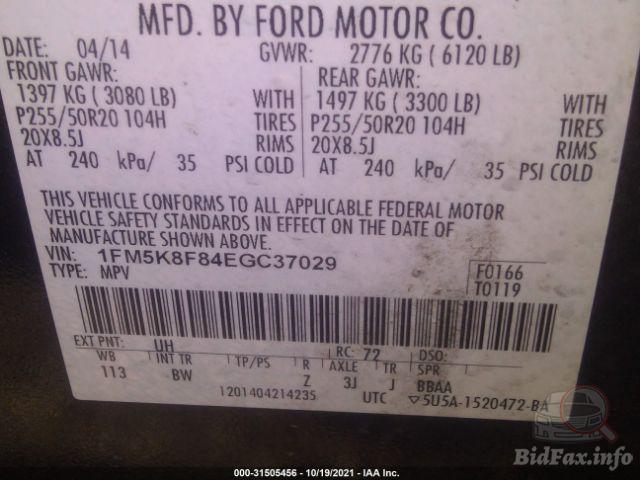 MFD. BY FORD MOTOR CO.
DATE: 04/14 GVWR: 2776 KG ( 6120 LB)
FRONT GAWR: REAR GAWR:
1397 KG ( 3080 LB) WITH 1497 KG ( 3300 LB) WITH
P255/50R20 104H TIRES P255/50R20 104H TIRES
20X8.5J RIMS 20X8.5J RIMS
AT 240 kPa/ 35 PSI COLD AT 240 kPa/ 35 PSI COLD
THIS VEHICLE CONFORMS TO ALL APPLICABLE FEDERAL MOTOR
VEHICLE SAFETY STANDARDS IN EFFECT ON THE DATE OF
MANUFACTURE SHOWN ABOVE.
VIN: 1FM5K8F84EGC37029 F0166
TYPE: MPV T0119
EXT PNT: UH RC: 72 DSO:
WB INT TR TP/PS R AXLE TR SPR
113 BW Z 3J J BBAA
1201404214235 UTC ▽5U5A-1520472-BA
BidFax.info
000-31505456 - 10/19/2021 - IAA Inc.